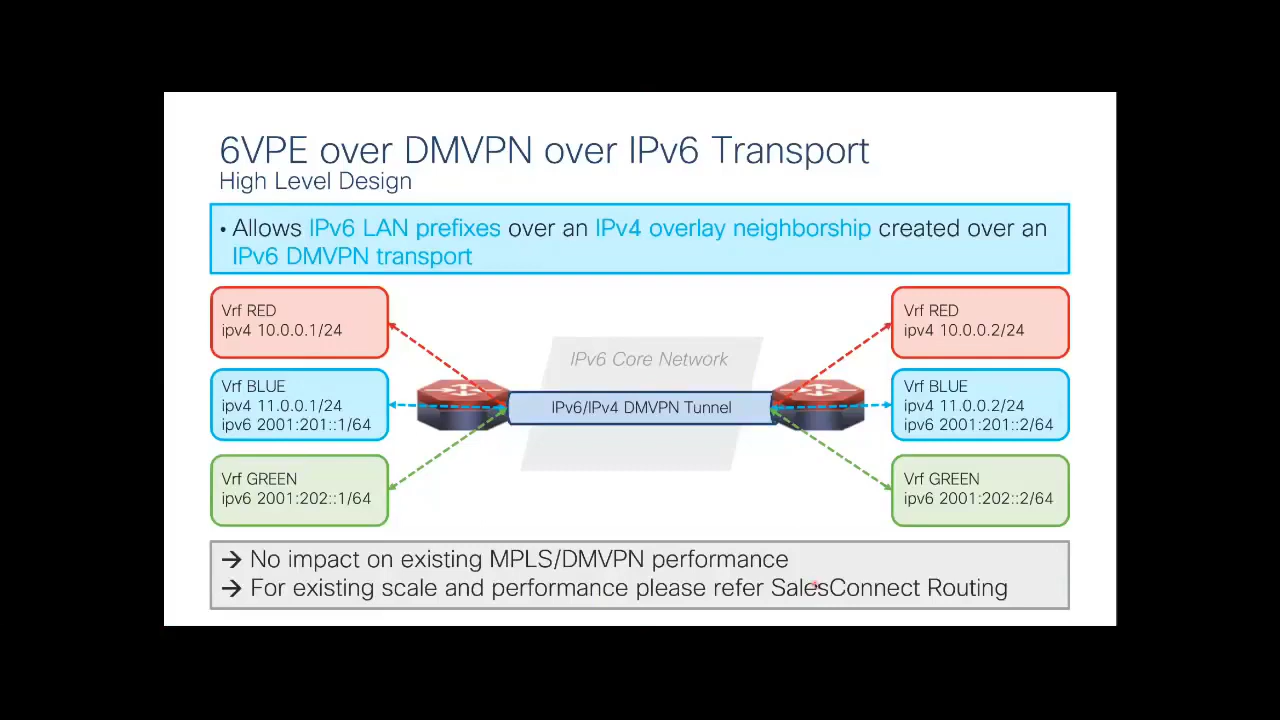 6VPE over DMVPN over IPv6 Transport
High Level Design
• Allows IPv6 LAN prefixes over an IPv4 overlay neighborship created over an
IPv6 DMVPN transport
Vrf RED
ipv4 10.0.0.1/24
Vrf RED
ipv4 10.0.0.2/24
IPv6 Core Network
Vrf BLUE
ipv4 11.0.0.1/24
ipv6 2001:201::1/64
IPv6/IPv4 DMVPN Tunnel
Vrf BLUE
ipv4 11.0.0.2/24
ipv6 2001:201::2/64
Vrf GREEN
ipv6 2001:202::1/64
Vrf GREEN
ipv6 2001:202::2/64
→ No impact on existing MPLS/DMVPN performance
→ For existing scale and performance please refer SalesConnect Routing